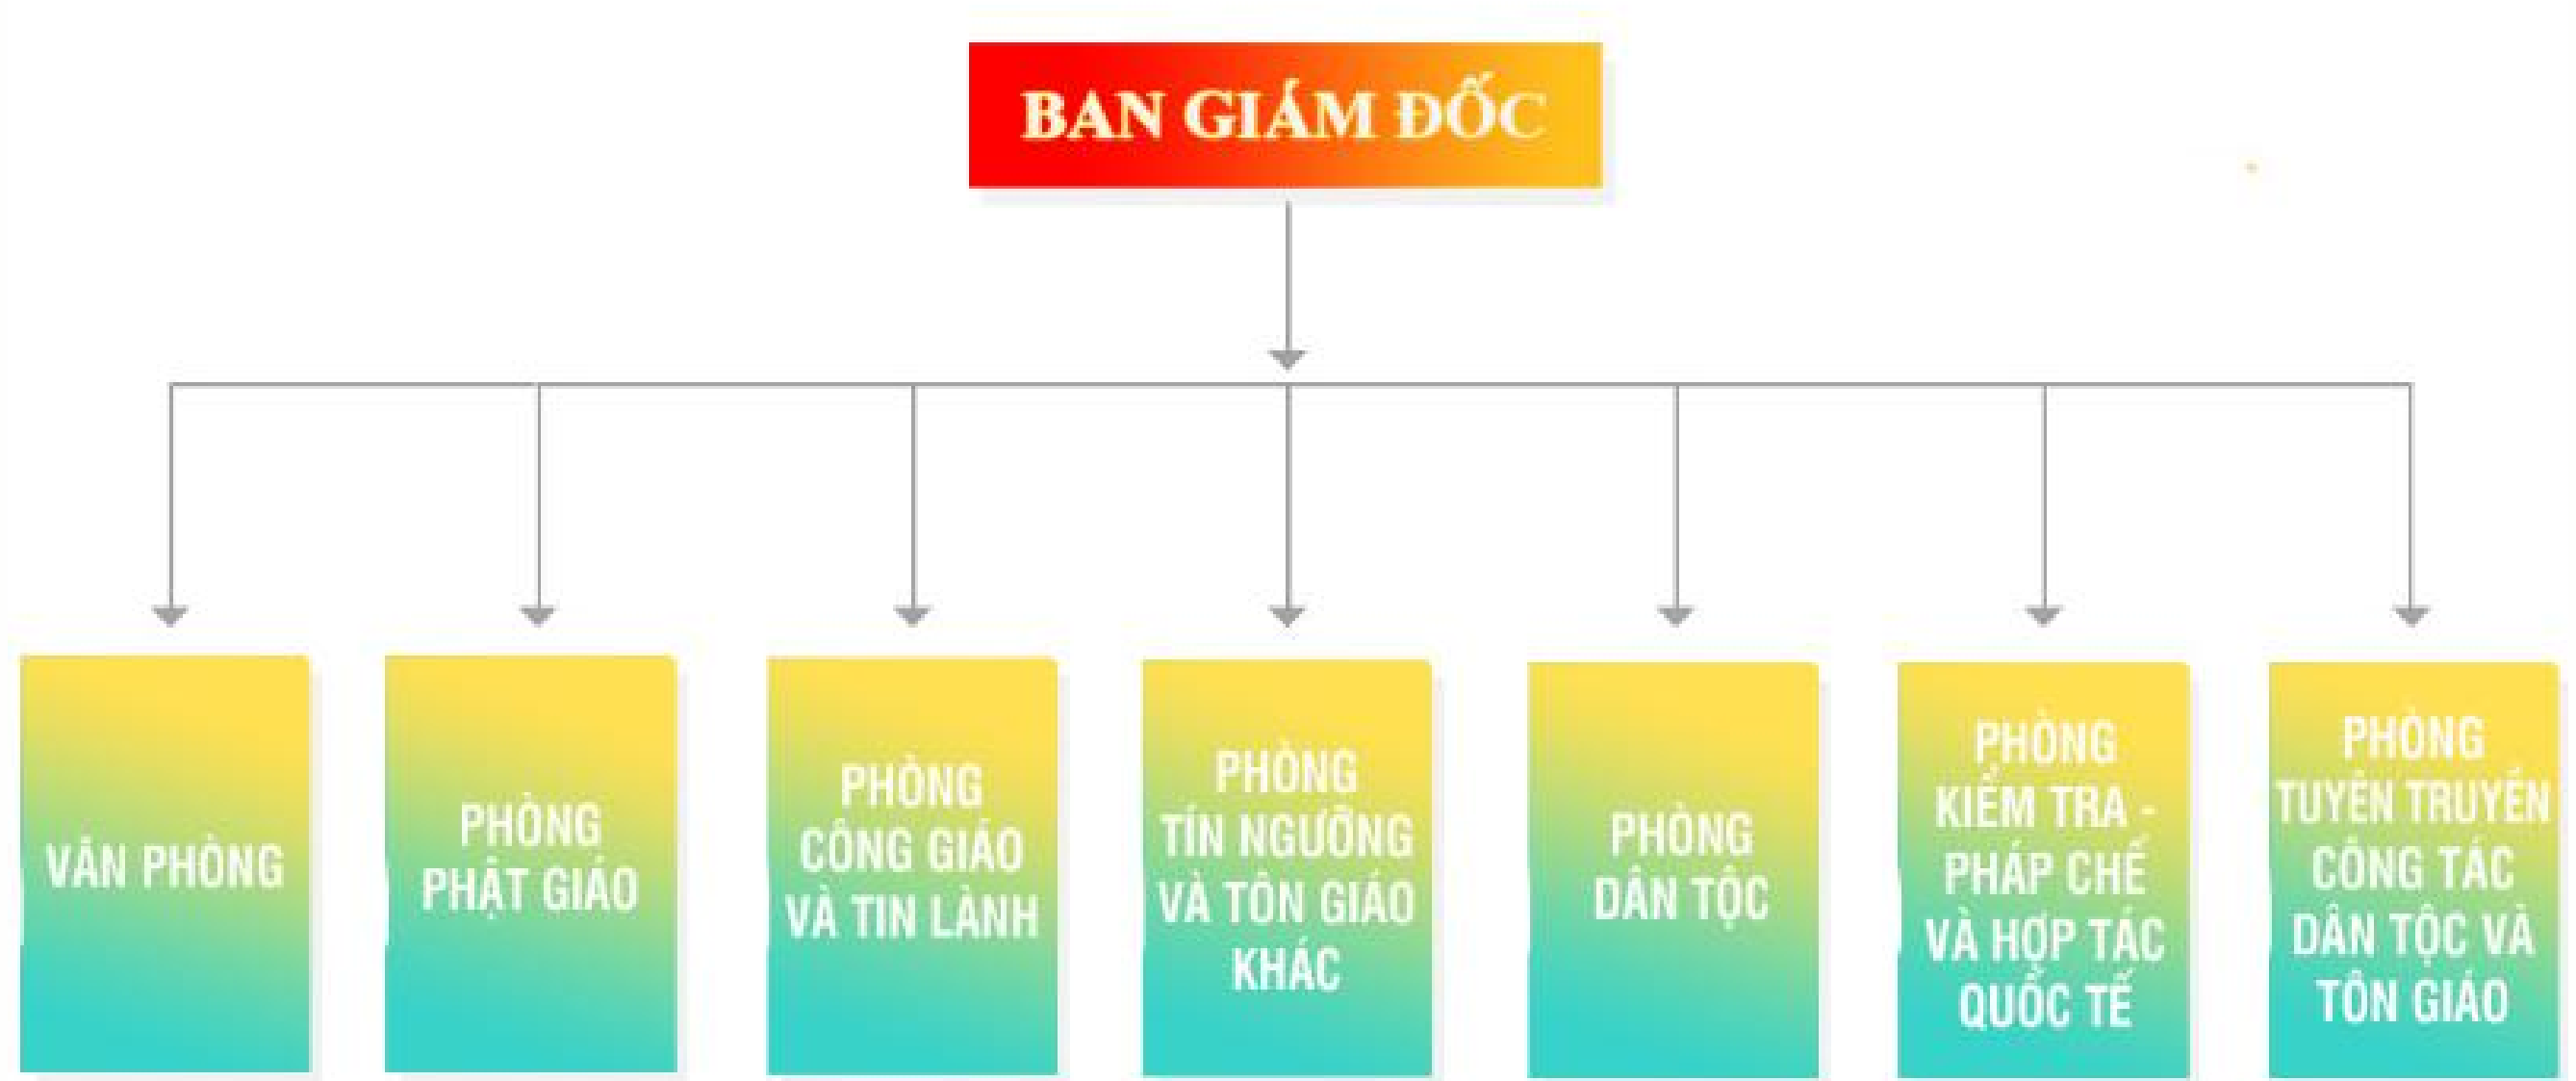 BAN GIÁM ĐỐC
VĂN PHÒNG
PHÒNG
PHẬT GIÁO
PHÒNG
CÔNG GIÁO
VÀ TIN LÀNH
PHÒNG
TÍN NGƯỠNG
VÀ TÔN GIÁO
KHÁC
PHÒNG
DÂN TỘC
PHÒNG
KIỂM TRA -
PHÁP CHẾ
VÀ HỢP TÁC
QUỐC TẾ
PHÒNG
TUYÊN TRUYỀN
CÔNG TÁC
DÂN TỘC VÀ
TÔN GIÁO